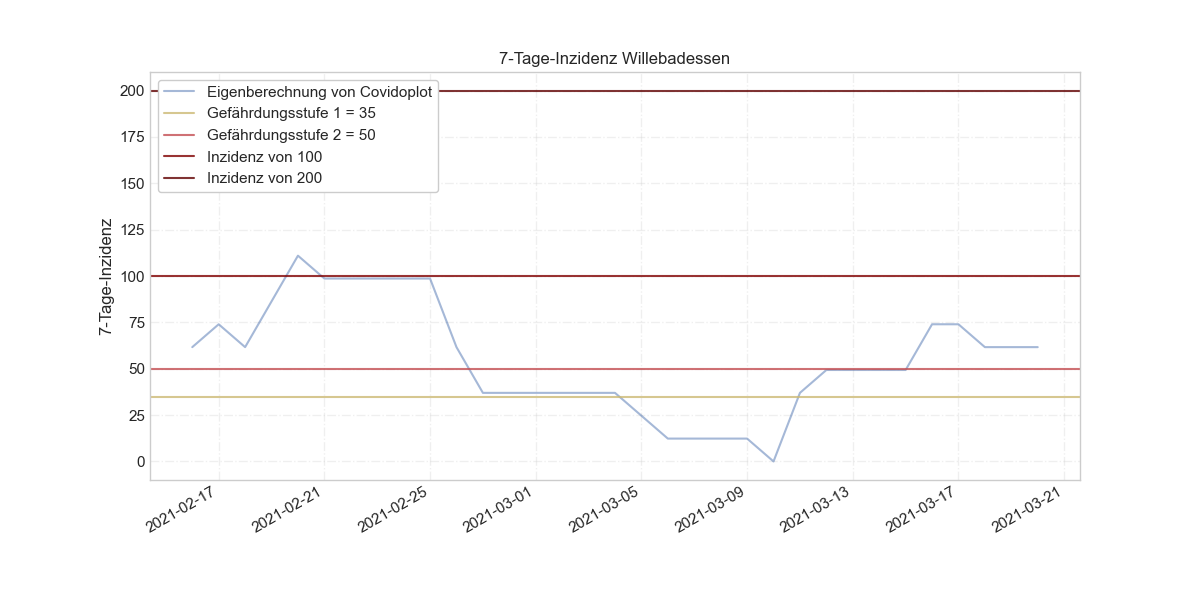 7-Tage-Inzidenz Willebadessen
Eigenberechnung von Covidoplot
Gefährdungsstufe 1 = 35
Gefährdungsstufe 2 = 50
Inzidenz von 100
Inzidenz von 200
7-Tage-Inzidenz
200
175
150
125
100
75
50
25
0
2021-02-17
2021-02-21
2021-02-25
2021-03-01
2021-03-05
2021-03-09
2021-03-13
2021-03-17
2021-03-21